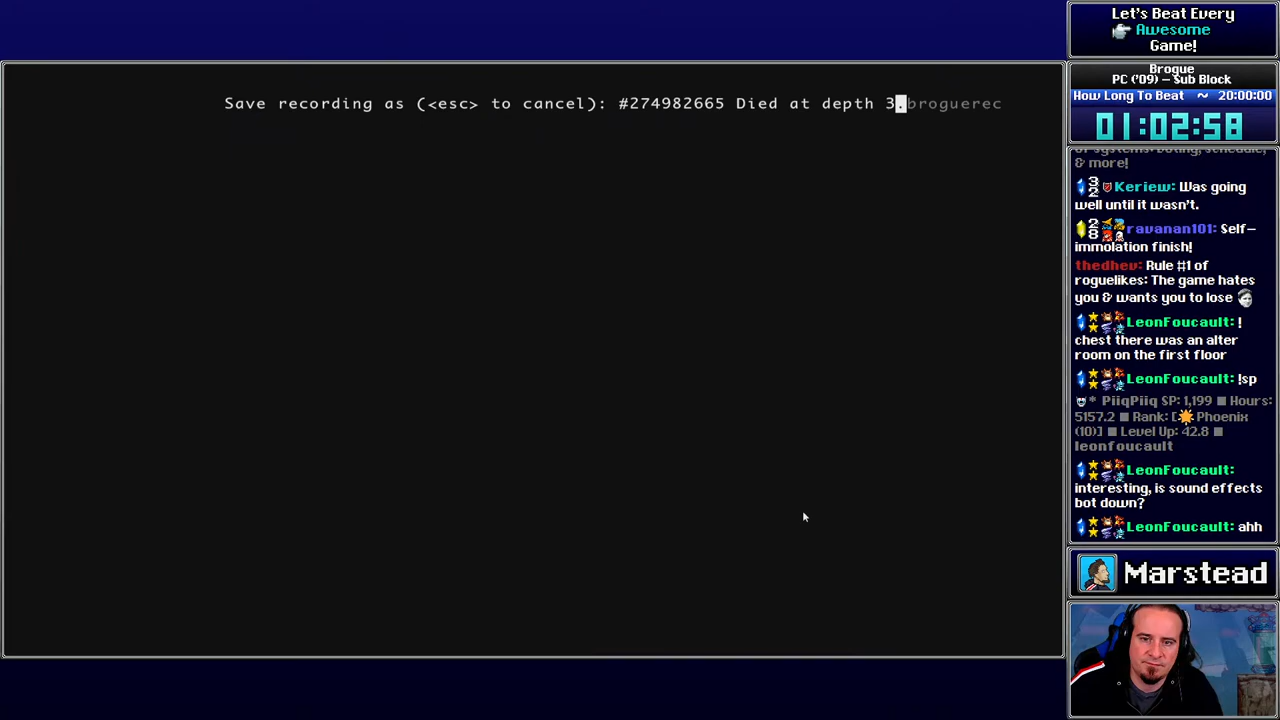 Save recording as (<esc> to cancel): #274982665 Died at depth 3.broguerec
Let's Beat Every
Awesome
Game!
Brogue
PC ('09) – Sub Block
How Long To Beat ~ 20:00:00
01:02:58
& more!
32 Keriew: Was going
well until it wasn't.
28 ravanan101: Self-
immolation finish!
thedhev: Rule #1 of
roguelikes: The game hates
you & wants you to lose
LeonFoucault: !
chest there was an alter
room on the first floor
LeonFoucault: !sp
* PiiqPiiq SP: 1,199 ■ Hours:
5157.2 ■ Rank: [ Phoenix
(10)] ■ Level Up: 42.8 ■
leonfoucault
LeonFoucault:
interesting, is sound effects
bot down?
LeonFoucault: ahh
Marstead